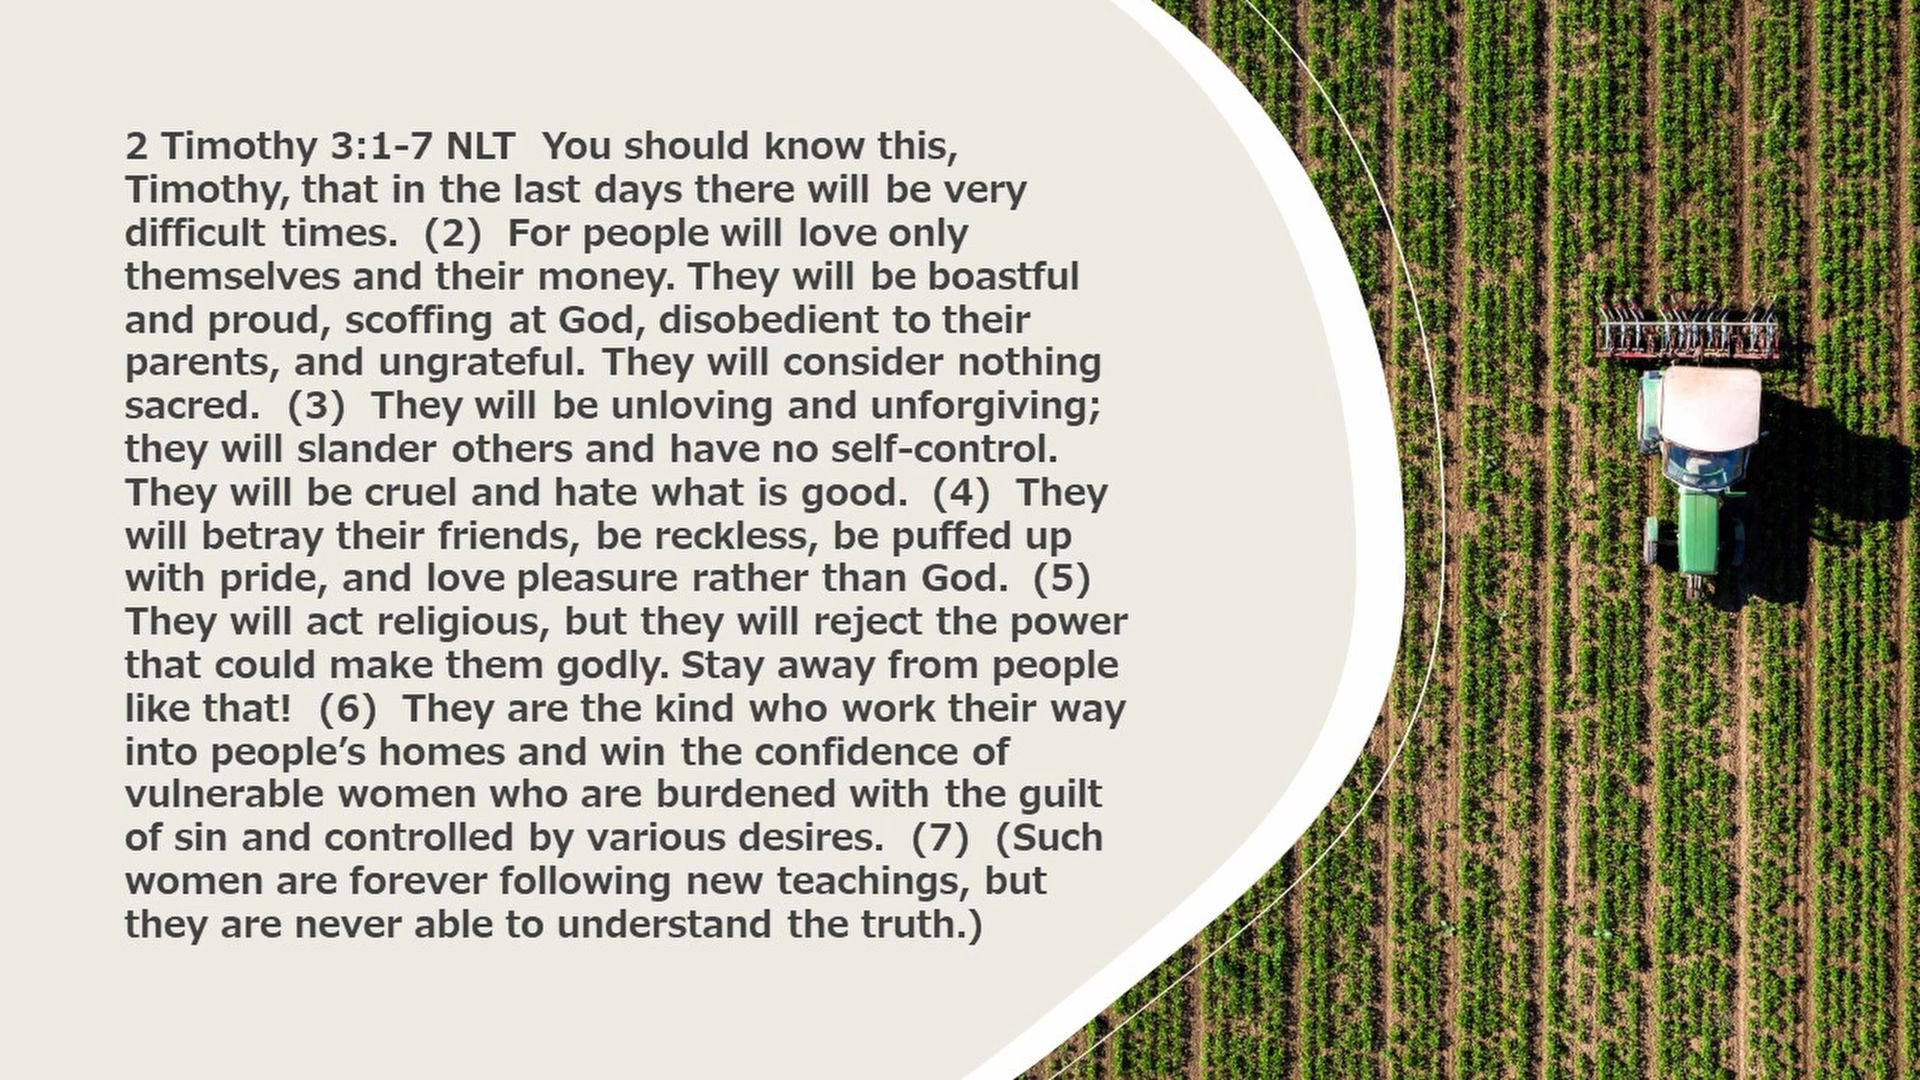 2 Timothy 3:1-7 NLT  You should know this,
Timothy, that in the last days there will be very
difficult times.  (2)  For people will love only
themselves and their money. They will be boastful
and proud, scoffing at God, disobedient to their
parents, and ungrateful. They will consider nothing
sacred.  (3)  They will be unloving and unforgiving;
they will slander others and have no self-control.
They will be cruel and hate what is good.  (4)  They
will betray their friends, be reckless, be puffed up
with pride, and love pleasure rather than God.  (5)
They will act religious, but they will reject the power
that could make them godly. Stay away from people
like that!  (6)  They are the kind who work their way
into people’s homes and win the confidence of
vulnerable women who are burdened with the guilt
of sin and controlled by various desires.  (7)  (Such
women are forever following new teachings, but
they are never able to understand the truth.)